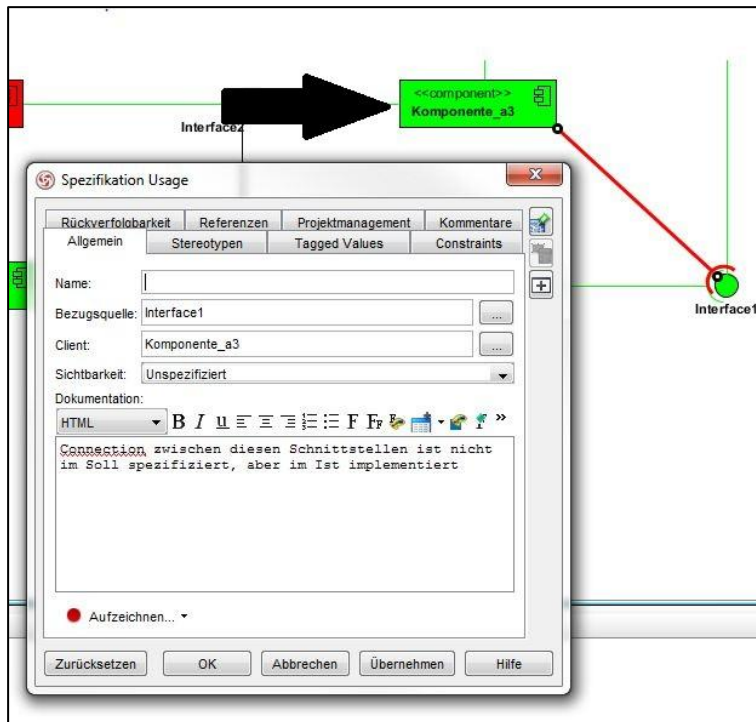 <<component>>
Komponente_a3
Interface2
Interface1
Spezifikation Usage
Rückverfolgbarkeit Referenzen Projektmanagement Kommentare
Allgemein Stereotypen Tagged Values Constraints
Name:
Bezugsquelle: Interface1 ...
Client: Komponente_a3 ...
Sichtbarkeit: Unspezifiziert
Dokumentation:
HTML B I u F
Connection zwischen diesen Schnittstellen ist nicht
im Soll spezifiziert, aber im Ist implementiert
Aufzeichnen...
Zurücksetzen OK Abbrechen Übernehmen Hilfe